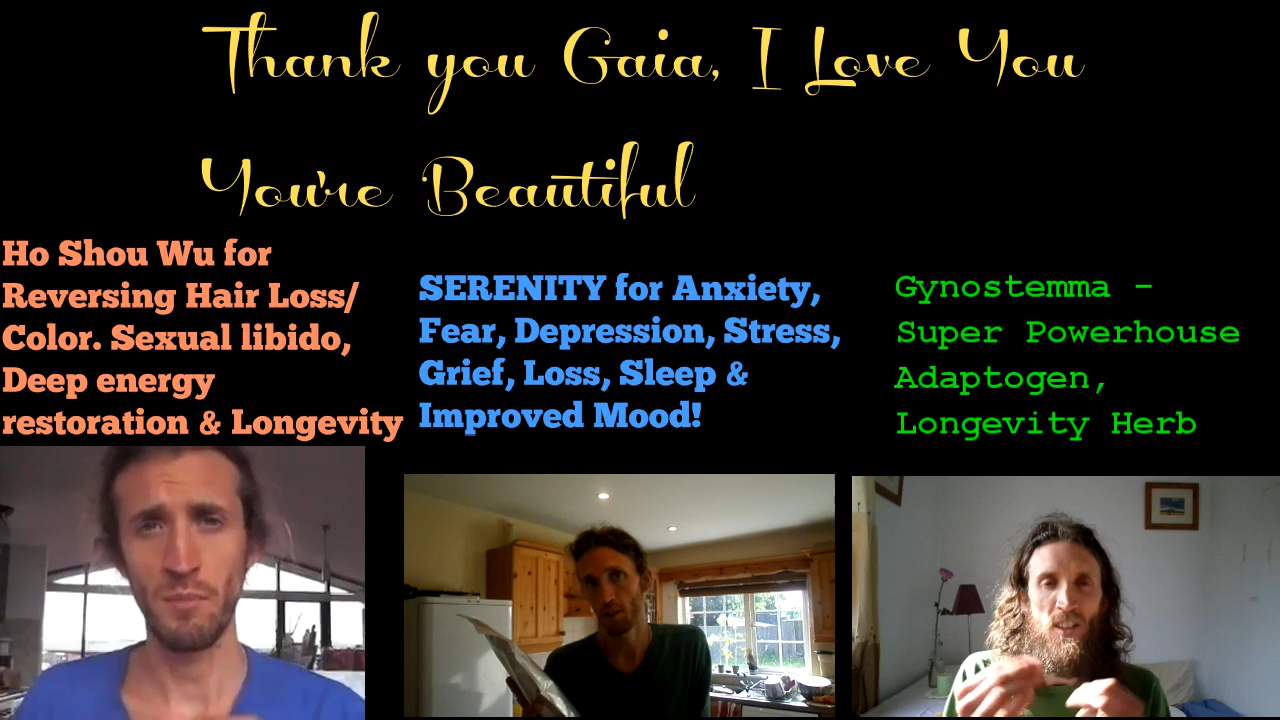 Thank you Gaia, I Love You
You're Beautiful
Ho Shou Wu for
Reversing Hair Loss/
Color. Sexual libido,
Deep energy
restoration & Longevity
SERENITY for Anxiety,
Fear, Depression, Stress,
Grief, Loss, Sleep &
Improved Mood!
Gynostemma -
Super Powerhouse
Adaptogen,
Longevity Herb